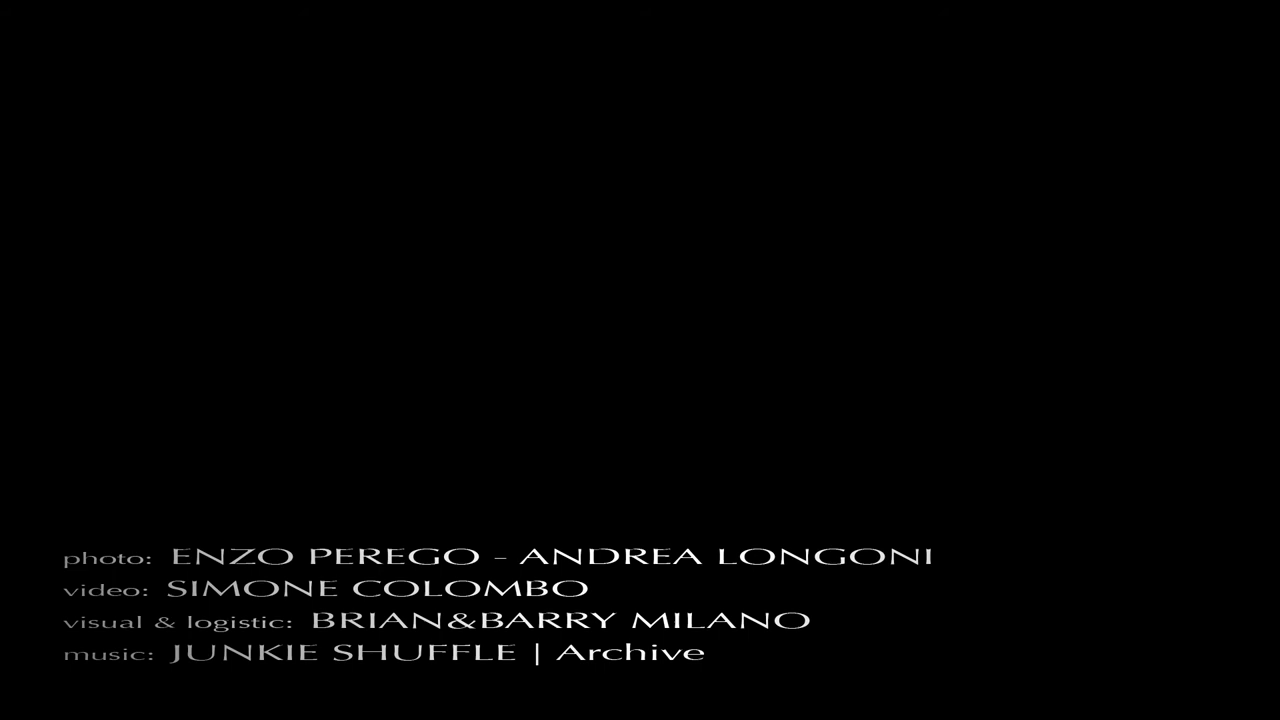 photo: ENZO PEREGO - ANDREA LONGONI
video: SIMONE COLOMBO
visual & logistic: BRIAN&BARRY MILANO
music: JUNKIE SHUFFLE | Archive